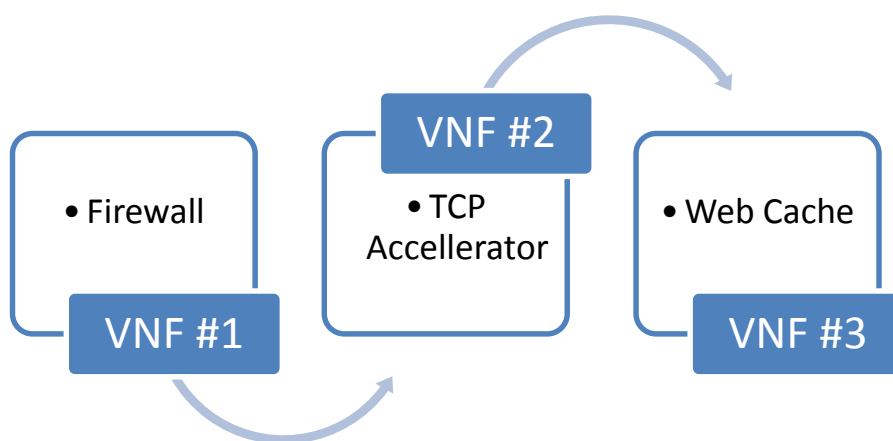 • Firewall
VNF #1
VNF #2
• TCP
Accellerator
• Web Cache
VNF #3